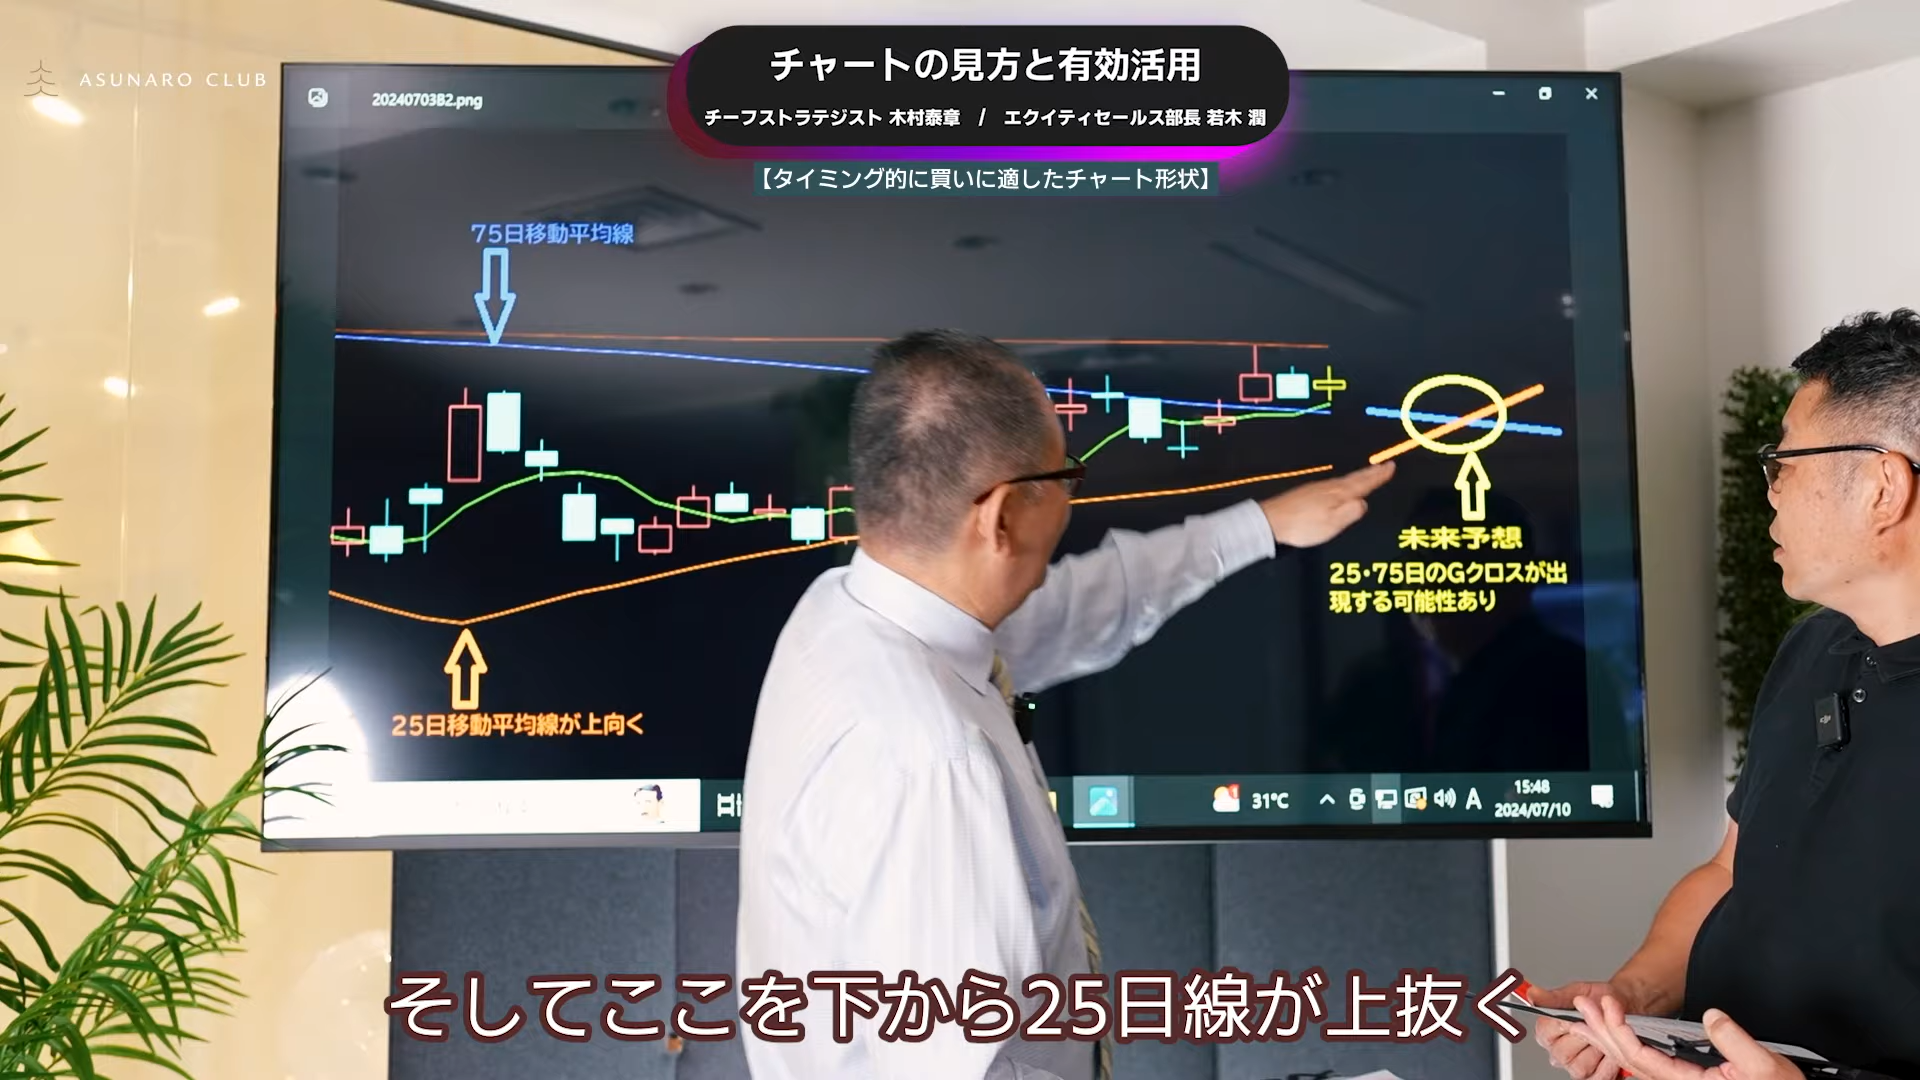 チャートの見方と有効活用
チーフストラテジスト 木村泰章 / エクイティセールス部長 若木 潤
【タイミング的に買いに適したチャート形状】
ASUNARO CLUB
20240703B2.png
75日移動平均線
未来予想
25・75日のGクロスが出
現する可能性あり
25日移動平均線が上向く
31°C
A
15:48
2024/07/10
そしてここを下から25日線が上抜く